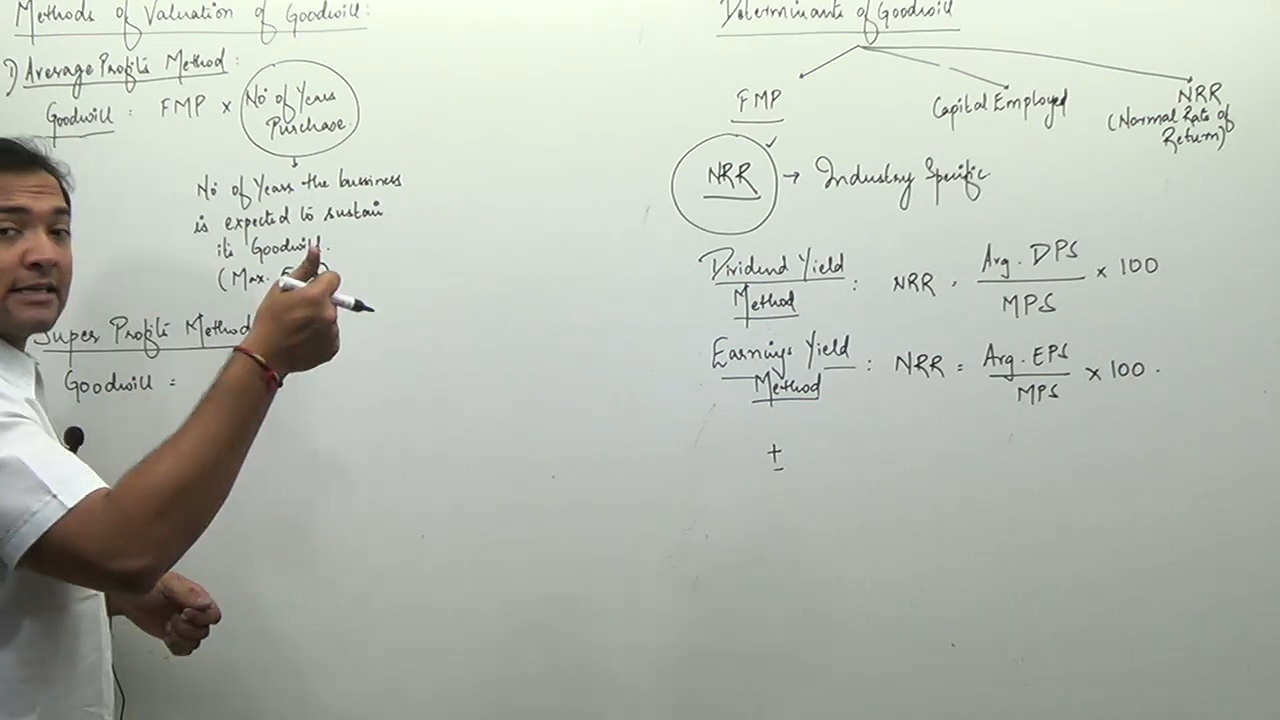 Methods of Valuation of Goodwill:
1) Average Profits Method:
Goodwill: FMP × No of Years
Purchase
No of Years the bussiness
is expected to sustain
its Goodwill.
(Max.
Super Profits Method
Goodwill =
Determinants of Goodwill
FMP
Capital Employed
NRR
(Normal Rate of
Return)
NRR → Industry Specific
Dividend Yield
Method : NRR = Avg. DPS / MPS × 100
Earnings Yield
Method : NRR = Avg. EPS / MPS × 100.
±